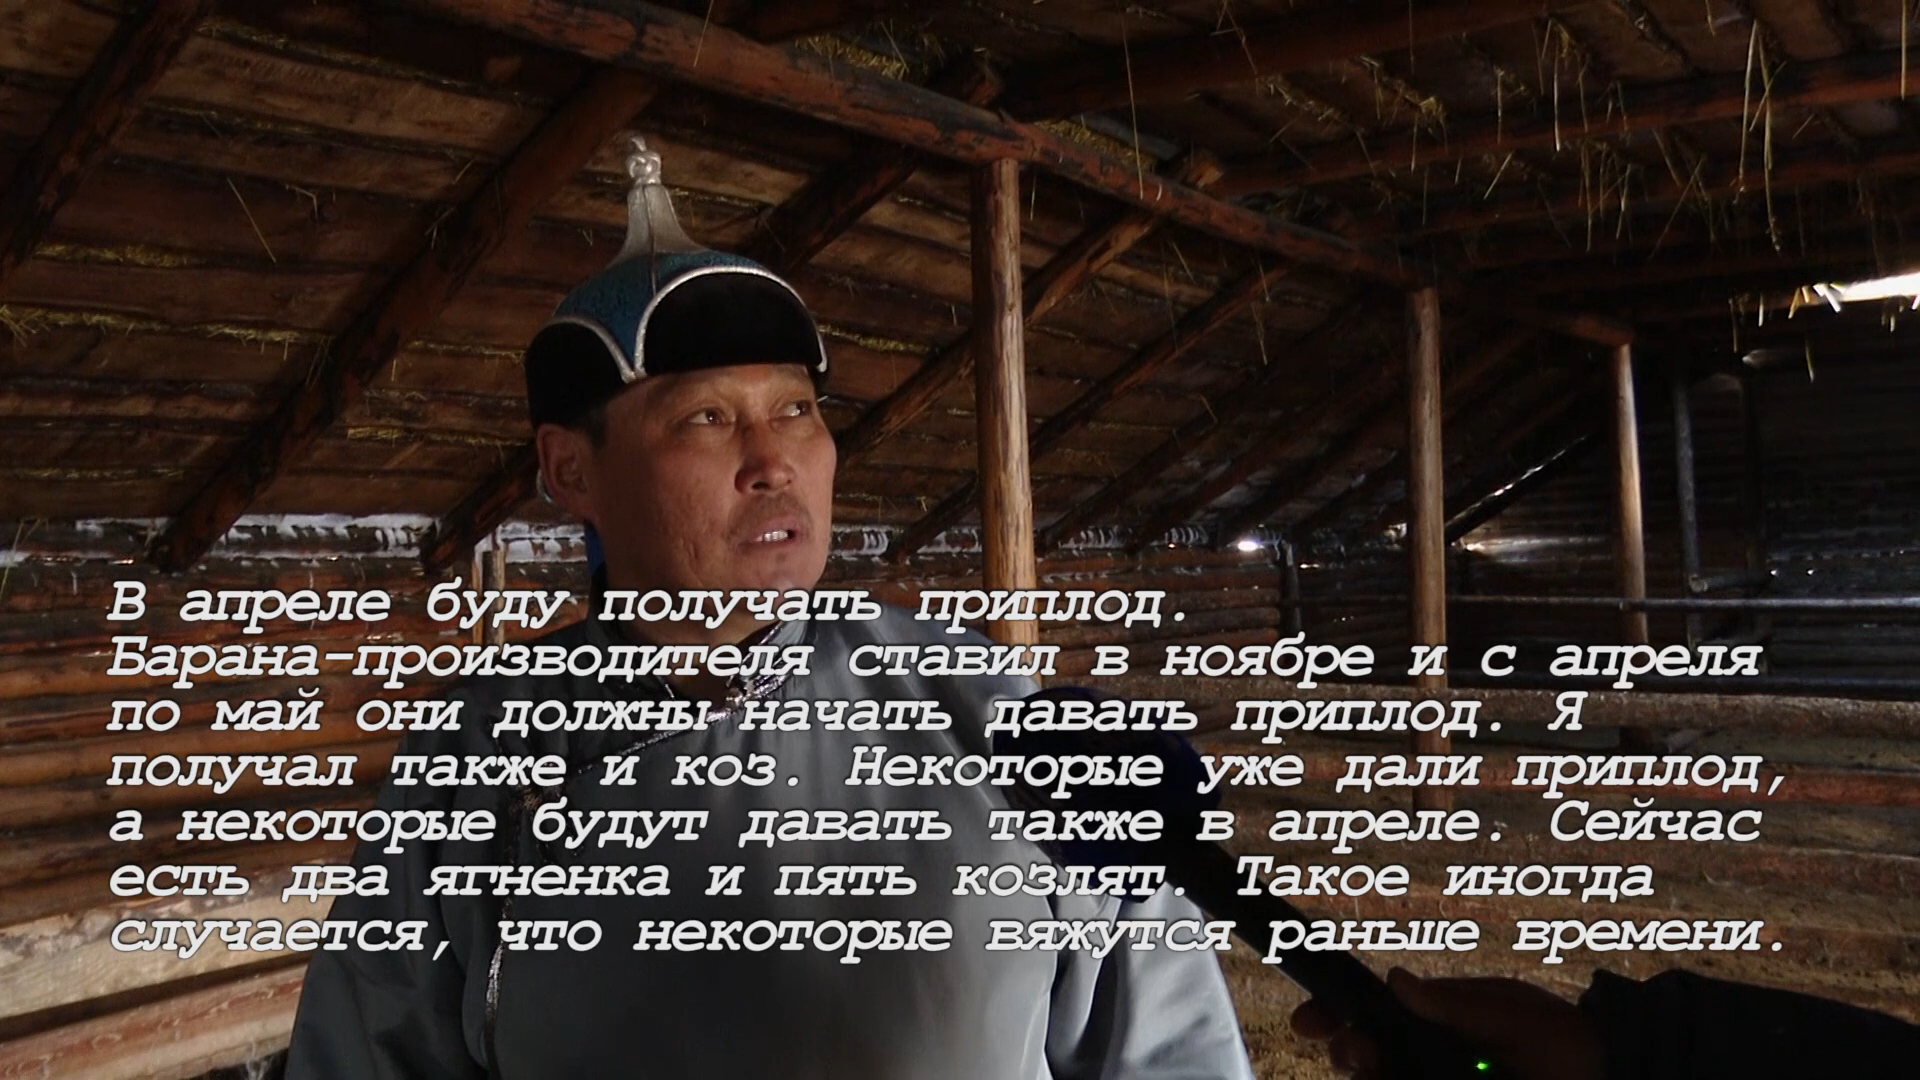 В апреле буду получать приплод.
Барана-производителя ставил в ноябре и с апреля
по май они должны начать давать приплод. Я
получал также и коз. Некоторые уже дали приплод,
а некоторые будут давать также в апреле. Сейчас
есть два ягненка и пять козлят. Такое иногда
случается, что некоторые вяжутся раньше времени.